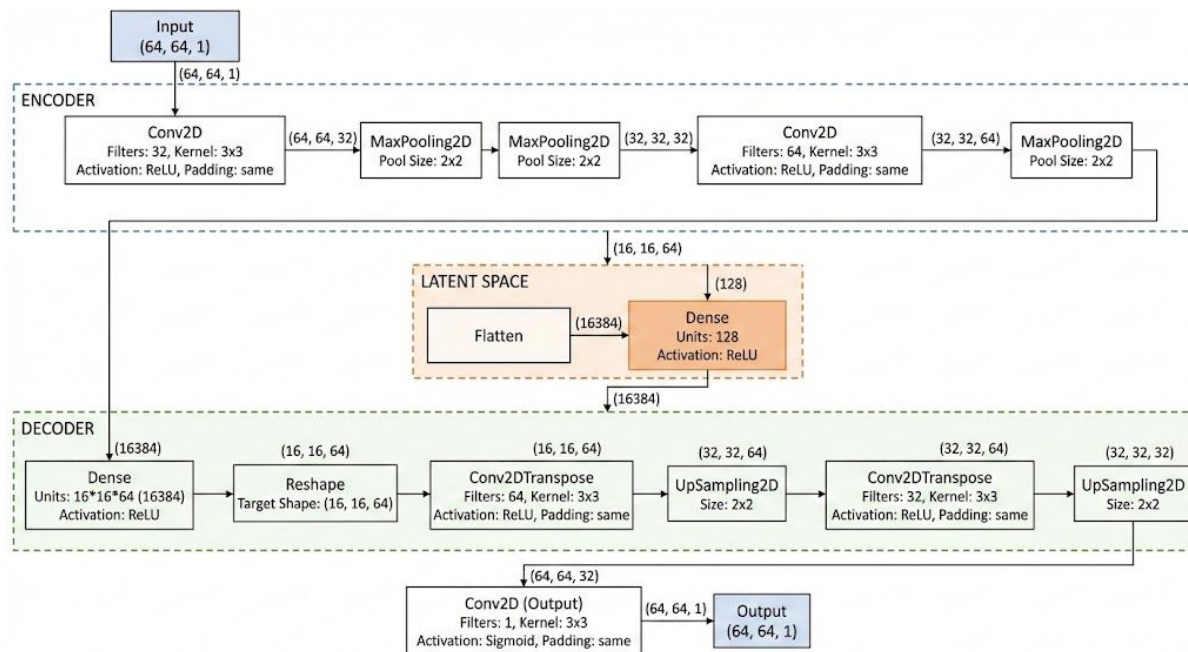 Input
(64, 64, 1)
(64, 64, 1)
ENCODER
Conv2D
Filters: 32, Kernel: 3x3
Activation: ReLU, Padding: same
(64, 64, 32)
MaxPooling2D
Pool Size: 2x2
MaxPooling2D
Pool Size: 2x2
(32, 32, 32)
Conv2D
Filters: 64, Kernel: 3x3
Activation: ReLU, Padding: same
(32, 32, 64)
MaxPooling2D
Pool Size: 2x2
(16, 16, 64)
LATENT SPACE
(128)
Flatten
(16384)
Dense
Units: 128
Activation: ReLU
(16384)
DECODER
(16384)
Dense
Units: 16*16*64 (16384)
Activation: ReLU
(16, 16, 64)
Reshape
Target Shape: (16, 16, 64)
(16, 16, 64)
Conv2DTranspose
Filters: 64, Kernel: 3x3
ReLU, Padding: same
(32, 32, 64)
UpSampling2D
Size: 2x2
(32, 32, 64)
Conv2DTranspose
Filters: 32, Kernel: 3x3
ReLU, Padding: same
(32, 32, 32)
UpSampling2D
Size: 2x2
(64, 64, 32)
Conv2D (Output)
Filters: 1, Kernel: 3x3
Activation: Sigmoid, Padding: same
(64, 64, 1)
Output
(64, 64, 1)